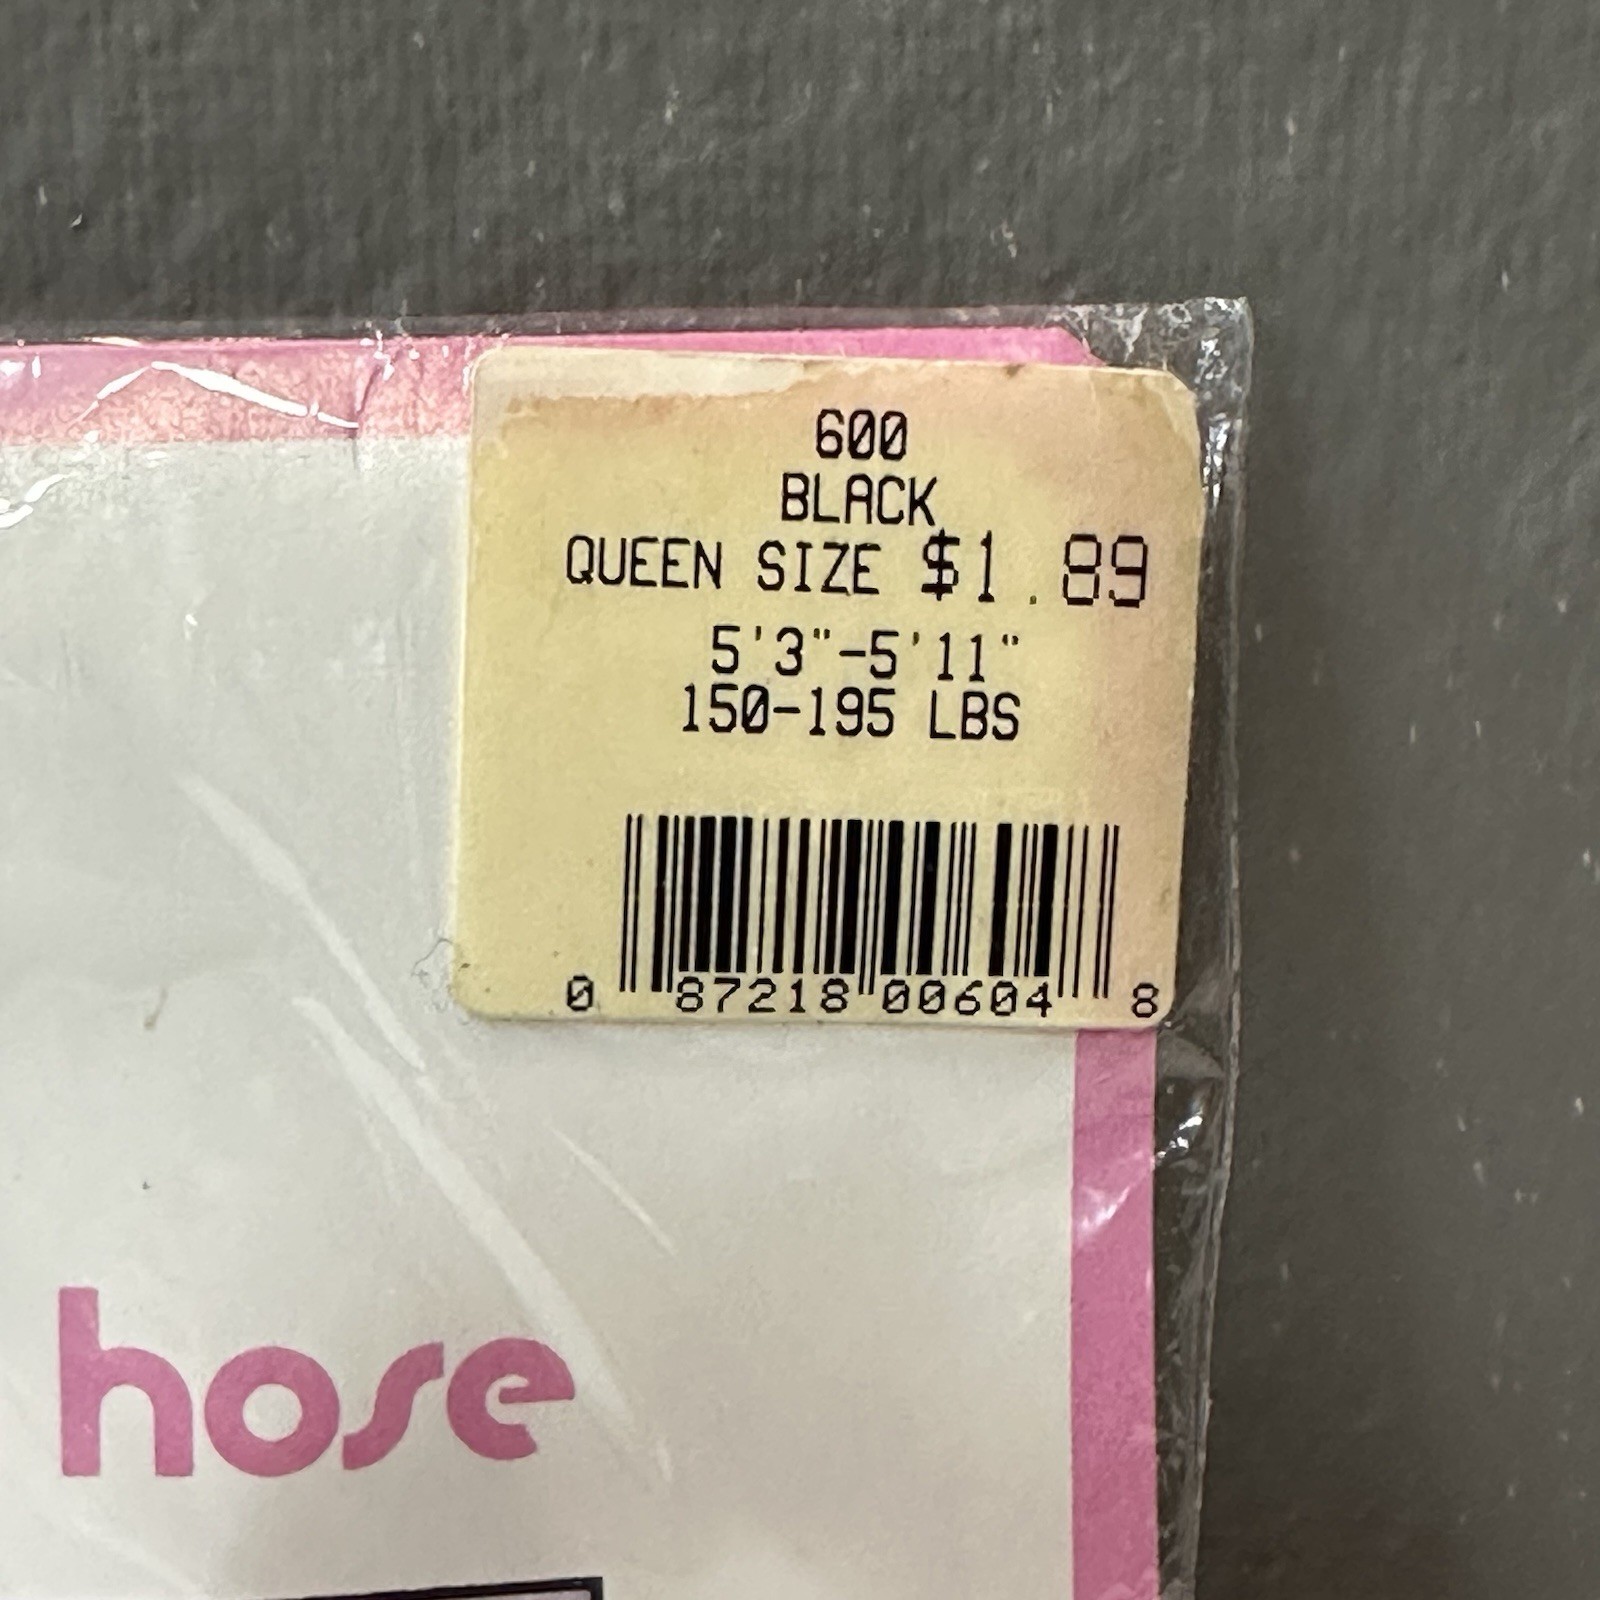 600
BLACK
QUEEN SIZE $1.89
5'3"-5'11"
150-195 LBS
0 87218 00604 8
hose